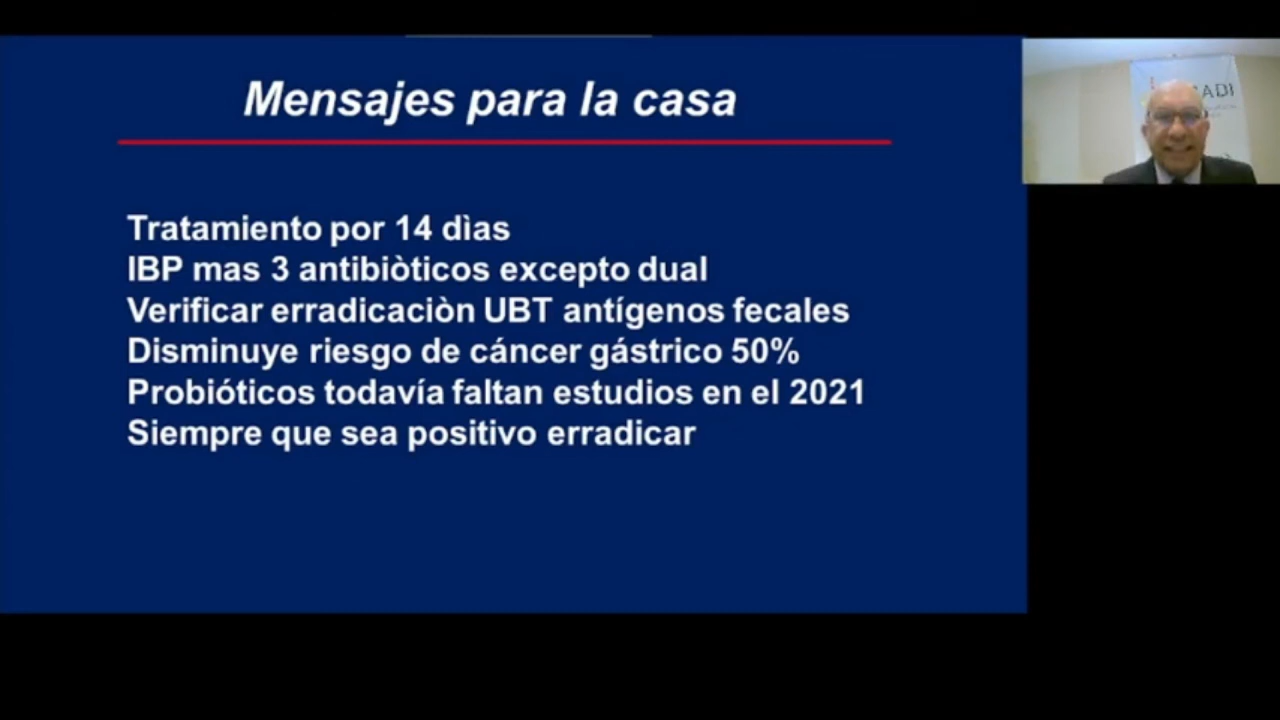 Mensajes para la casa
Tratamiento por 14 dìas
IBP mas 3 antibiòticos excepto dual
Verificar erradicaciòn UBT antígenos fecales
Disminuye riesgo de cáncer gástrico 50%
Probióticos todavía faltan estudios en el 2021
Siempre que sea positivo erradicar